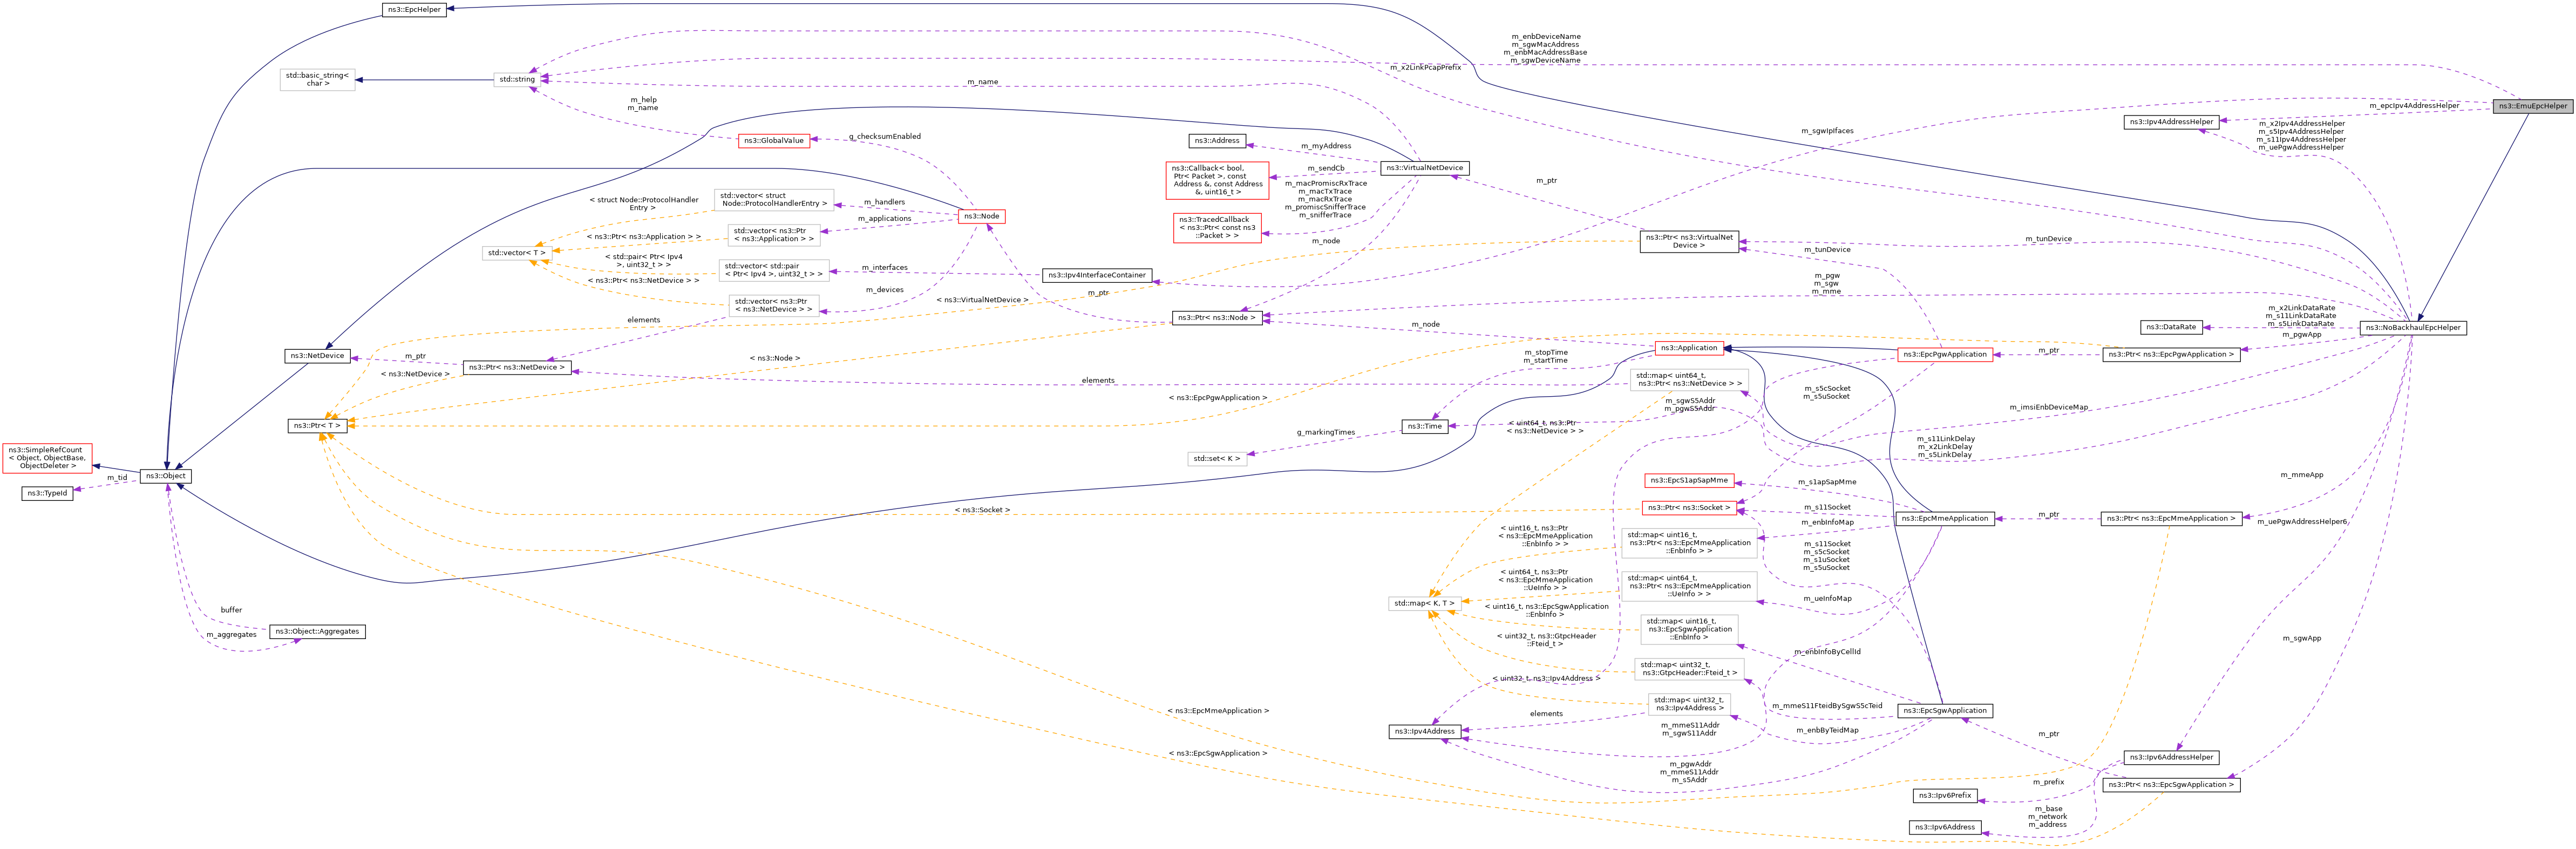 ns3::EpcHelper
m_enbDeviceName
m_sgwMacAddress
m_enbMacAddressBase
m_sgwDeviceName
m_x2LinkPcapPrefix
std::basic_string<
char >
std::string
m_name
m_help
m_name
ns3::EmuEpcHelper
m_epcIpv4AddressHelper
ns3::Ipv4AddressHelper
m_x2Ipv4AddressHelper
m_s5Ipv4AddressHelper
m_s11Ipv4AddressHelper
m_uePgwAddressHelper
m_sgwIpIfaces
ns3::GlobalValue
g_checksumEnabled
ns3::Address
m_myAddress
ns3::VirtualNetDevice
ns3::Callback< bool,
Ptr< Packet >, const
Address &, const Address
&, uint16_t >
m_sendCb
m_macPromiscRxTrace
m_macTxTrace
m_macRxTrace
m_promiscSnifferTrace
m_snifferTrace
m_ptr
ns3::TracedCallback
< ns3::Ptr< const ns3
::Packet > >
m_node
std::vector< struct
Node::ProtocolHandlerEntry >
m_handlers
< struct Node::ProtocolHandler
Entry >
ns3::Node
m_applications
std::vector< ns3::Ptr
< ns3::Application > >
< ns3::Ptr< ns3::Application > >
std::vector< T >
< std::pair< Ptr< Ipv4
>, uint32_t > >
std::vector< std::pair
< Ptr< Ipv4 >, uint32_t > >
m_interfaces
ns3::Ipv4InterfaceContainer
< ns3::Ptr< ns3::NetDevice > >
m_devices
std::vector< ns3::Ptr
< ns3::NetDevice > >
< ns3::VirtualNetDevice >
m_ptr
ns3::Ptr< ns3::VirtualNet
Device >
m_tunDevice
m_tunDevice
m_pgw
m_sgw
m_mme
elements
ns3::Ptr< ns3::Node >
m_node
ns3::DataRate
m_x2LinkDataRate
m_s11LinkDataRate
m_s5LinkDataRate
ns3::NoBackhaulEpcHelper
m_pgwApp
ns3::NetDevice
m_ptr
ns3::Ptr< ns3::NetDevice >
< ns3::Node >
< ns3::NetDevice >
elements
ns3::Application
m_stopTime
m_startTime
ns3::EpcPgwApplication
m_ptr
ns3::Ptr< ns3::EpcPgwApplication >
std::map< uint64_t,
ns3::Ptr< ns3::NetDevice > >
m_s5cSocket
m_s5uSocket
< ns3::EpcPgwApplication >
m_sgwS5Addr
m_pgwS5Addr
m_imsiEnbDeviceMap
ns3::Ptr< T >
ns3::Time
< uint64_t, ns3::Ptr
< ns3::NetDevice > >
g_markingTimes
m_s11LinkDelay
m_x2LinkDelay
m_s5LinkDelay
std::set< K >
ns3::SimpleRefCount
< Object, ObjectBase,
ObjectDeleter >
ns3::Object
m_tid
ns3::TypeId
ns3::EpcS1apSapMme
m_s1apSapMme
m_mmeApp
< ns3::Socket >
ns3::Ptr< ns3::Socket >
m_s11Socket
ns3::EpcMmeApplication
m_ptr
ns3::Ptr< ns3::EpcMmeApplication >
m_uePgwAddressHelper6
m_enbInfoMap
< uint16_t, ns3::Ptr
< ns3::EpcMmeApplication
::EnbInfo > >
std::map< uint16_t,
ns3::Ptr< ns3::EpcMmeApplication
::EnbInfo > >
m_s11Socket
m_s5cSocket
m_s1uSocket
m_s5uSocket
< uint64_t, ns3::Ptr
< ns3::EpcMmeApplication
::UeInfo > >
std::map< uint64_t,
ns3::Ptr< ns3::EpcMmeApplication
::UeInfo > >
m_ueInfoMap
std::map< K, T >
< uint16_t, ns3::EpcSgwApplication
::EnbInfo >
std::map< uint16_t,
ns3::EpcSgwApplication
::EnbInfo >
buffer
ns3::Object::Aggregates
m_aggregates
< uint32_t, ns3::GtpcHeader
::Fteid_t >
m_enbInfoByCellId
m_sgwApp
std::map< uint32_t,
ns3::GtpcHeader::Fteid_t >
< uint32_t, ns3::Ipv4Address >
std::map< uint32_t,
ns3::Ipv4Address >
m_mmeS11FteidBySgwS5cTeid
ns3::EpcSgwApplication
< ns3::EpcMmeApplication >
elements
ns3::Ipv4Address
m_mmeS11Addr
m_sgwS11Addr
m_enbByTeidMap
m_ptr
< ns3::EpcSgwApplication >
m_pgwAddr
m_mmeS11Addr
m_s5Addr
ns3::Ipv6AddressHelper
m_prefix
ns3::Ptr< ns3::EpcSgwApplication >
ns3::Ipv6Prefix
m_base
m_network
m_address
ns3::Ipv6Address